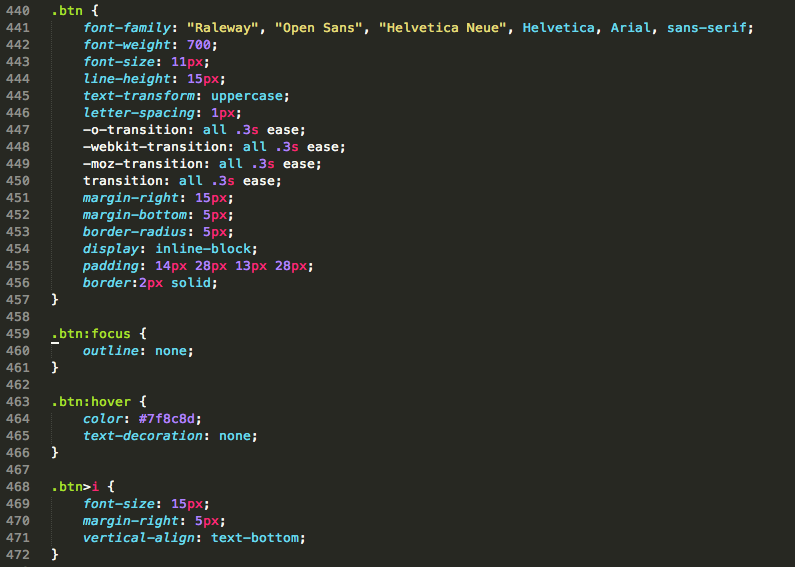 440 .btn {
441 font-family: "Raleway", "Open Sans", "Helvetica Neue", Helvetica, Arial, sans-serif;
442 font-weight: 700;
443 font-size: 11px;
444 line-height: 15px;
445 text-transform: uppercase;
446 letter-spacing: 1px;
447 -o-transition: all .3s ease;
448 -webkit-transition: all .3s ease;
449 -moz-transition: all .3s ease;
450 transition: all .3s ease;
451 margin-right: 15px;
452 margin-bottom: 5px;
453 border-radius: 5px;
454 display: inline-block;
455 padding: 14px 28px 13px 28px;
456 border:2px solid;
457 }
458
459 .btn:focus {
460 outline: none;
461 }
462
463 .btn:hover {
464 color: #7f8c8d;
465 text-decoration: none;
466 }
467
468 .btn>i {
469 font-size: 15px;
470 margin-right: 5px;
471 vertical-align: text-bottom;
472 }